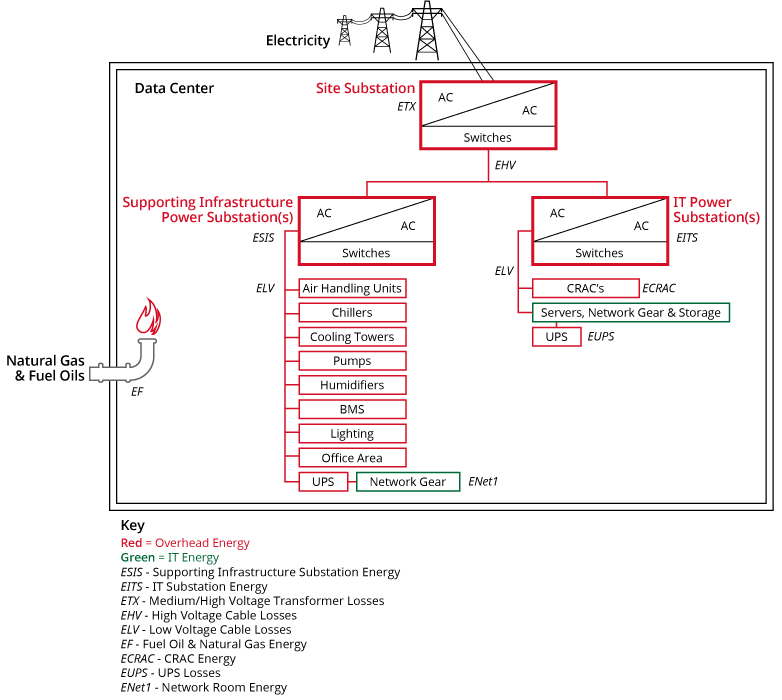 Electricity
Data Center
Site Substation
ETX
AC
AC
Switches
EHV
Supporting Infrastructure
Power Substation(s)
ESIS
AC
AC
Switches
IT Power
Substation(s)
EITS
AC
AC
Switches
ELV
Air Handling Units
Chillers
Cooling Towers
Pumps
Humidifiers
BMS
Lighting
Office Area
UPS
Network Gear
ENet1
ELV
CRAC's
ECRAC
Servers, Network Gear & Storage
UPS
EUPS
Natural Gas
& Fuel Oils
EF
Key
Red = Overhead Energy
Green = IT Energy
ESIS - Supporting Infrastructure Substation Energy
EITS - IT Substation Energy
ETX - Medium/High Voltage Transformer Losses
EHV - High Voltage Cable Losses
ELV - Low Voltage Cable Losses
EF - Fuel Oil & Natural Gas Energy
ECRAC - CRAC Energy
EUPS - UPS Losses
ENet1 - Network Room Energy